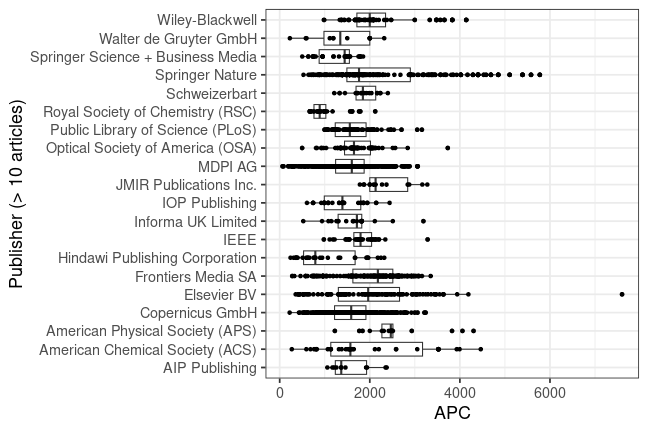 Publisher (> 10 articles)
Wiley-Blackwell
Walter de Gruyter GmbH
Springer Science + Business Media
Springer Nature
Schweizerbart
Royal Society of Chemistry (RSC)
Public Library of Science (PLoS)
Optical Society of America (OSA)
MDPI AG
JMIR Publications Inc.
IOP Publishing
Informa UK Limited
IEEE
Hindawi Publishing Corporation
Frontiers Media SA
Elsevier BV
Copernicus GmbH
American Physical Society (APS)
American Chemical Society (ACS)
AIP Publishing
0 2000 4000 6000
APC